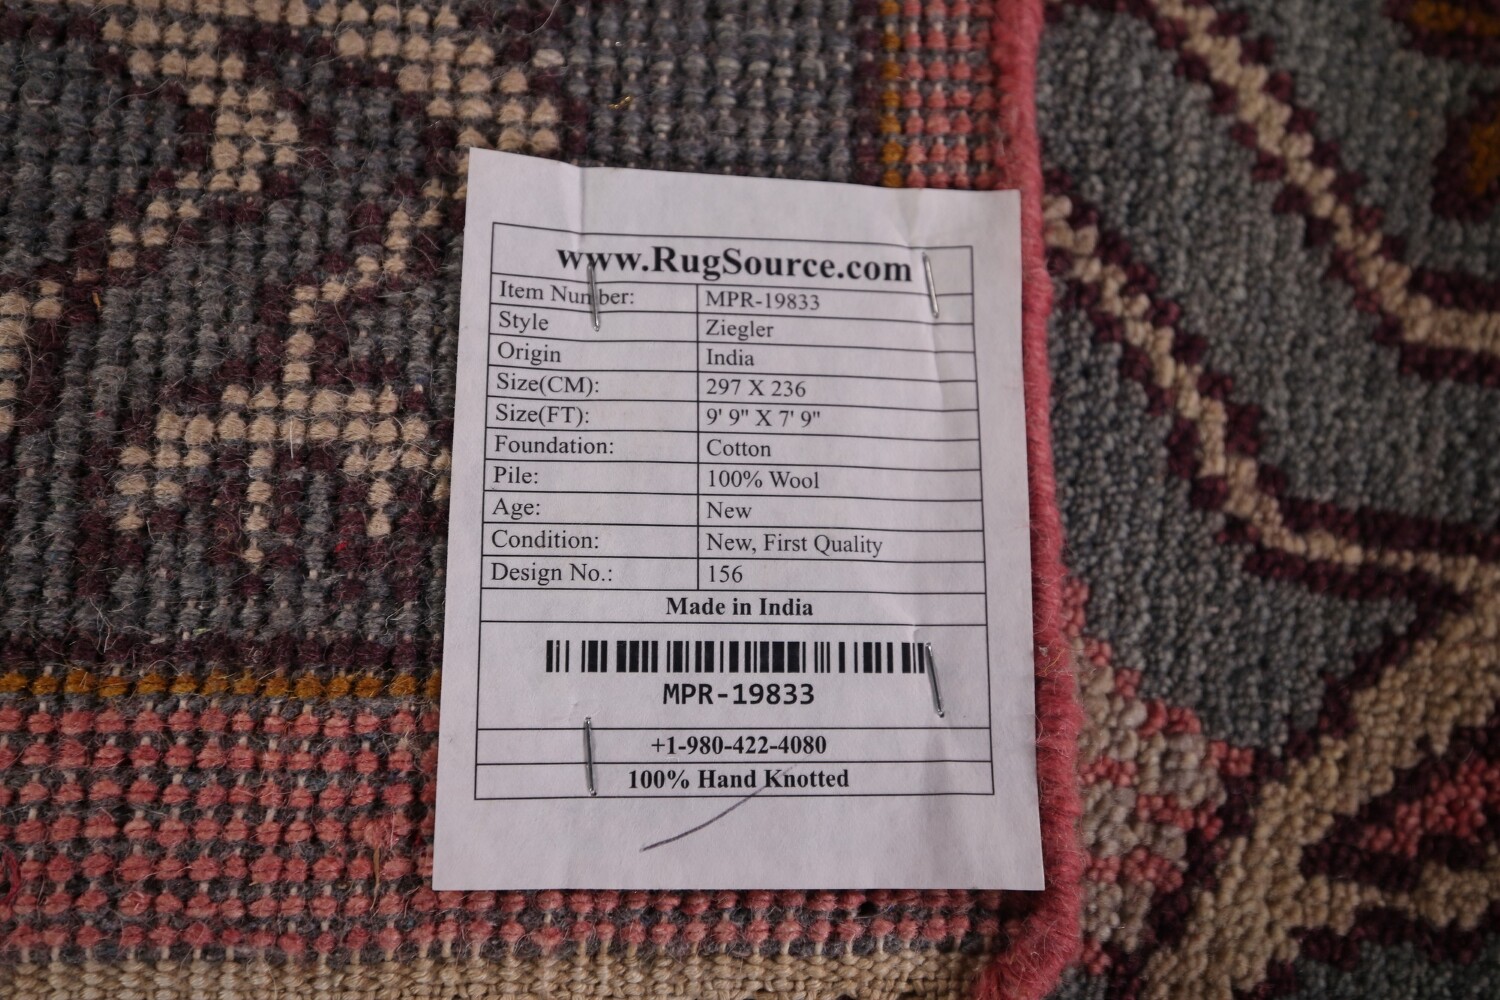 www.RugSource.com
Item Number: MPR-19833
Style Ziegler
Origin India
Size(CM): 297 X 236
Size(FT): 9' 9" X 7' 9"
Foundation: Cotton
Pile: 100% Wool
Age: New
Condition: New, First Quality
Design No.: 156
Made in India
MPR-19833
+1-980-422-4080
100% Hand Knotted